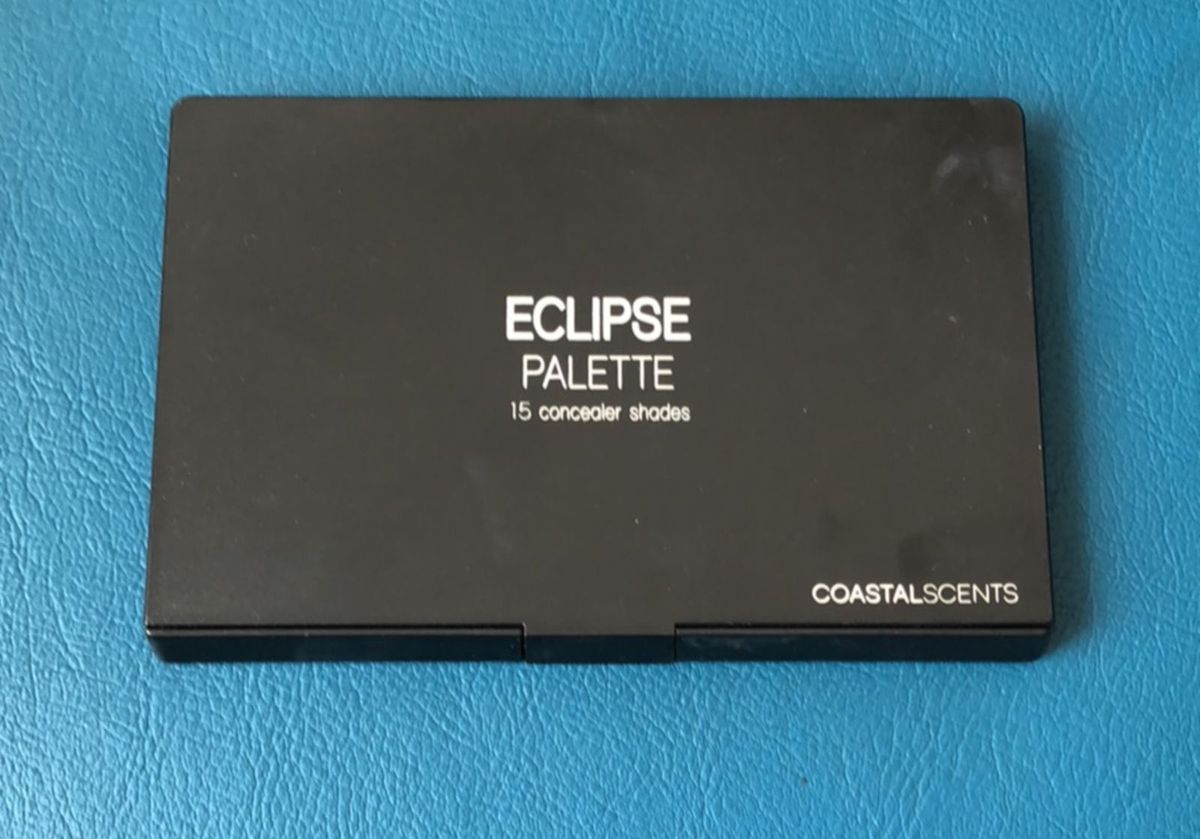 ECLIPSE
PALETTE
15 concealer shades
COASTALSCENTS